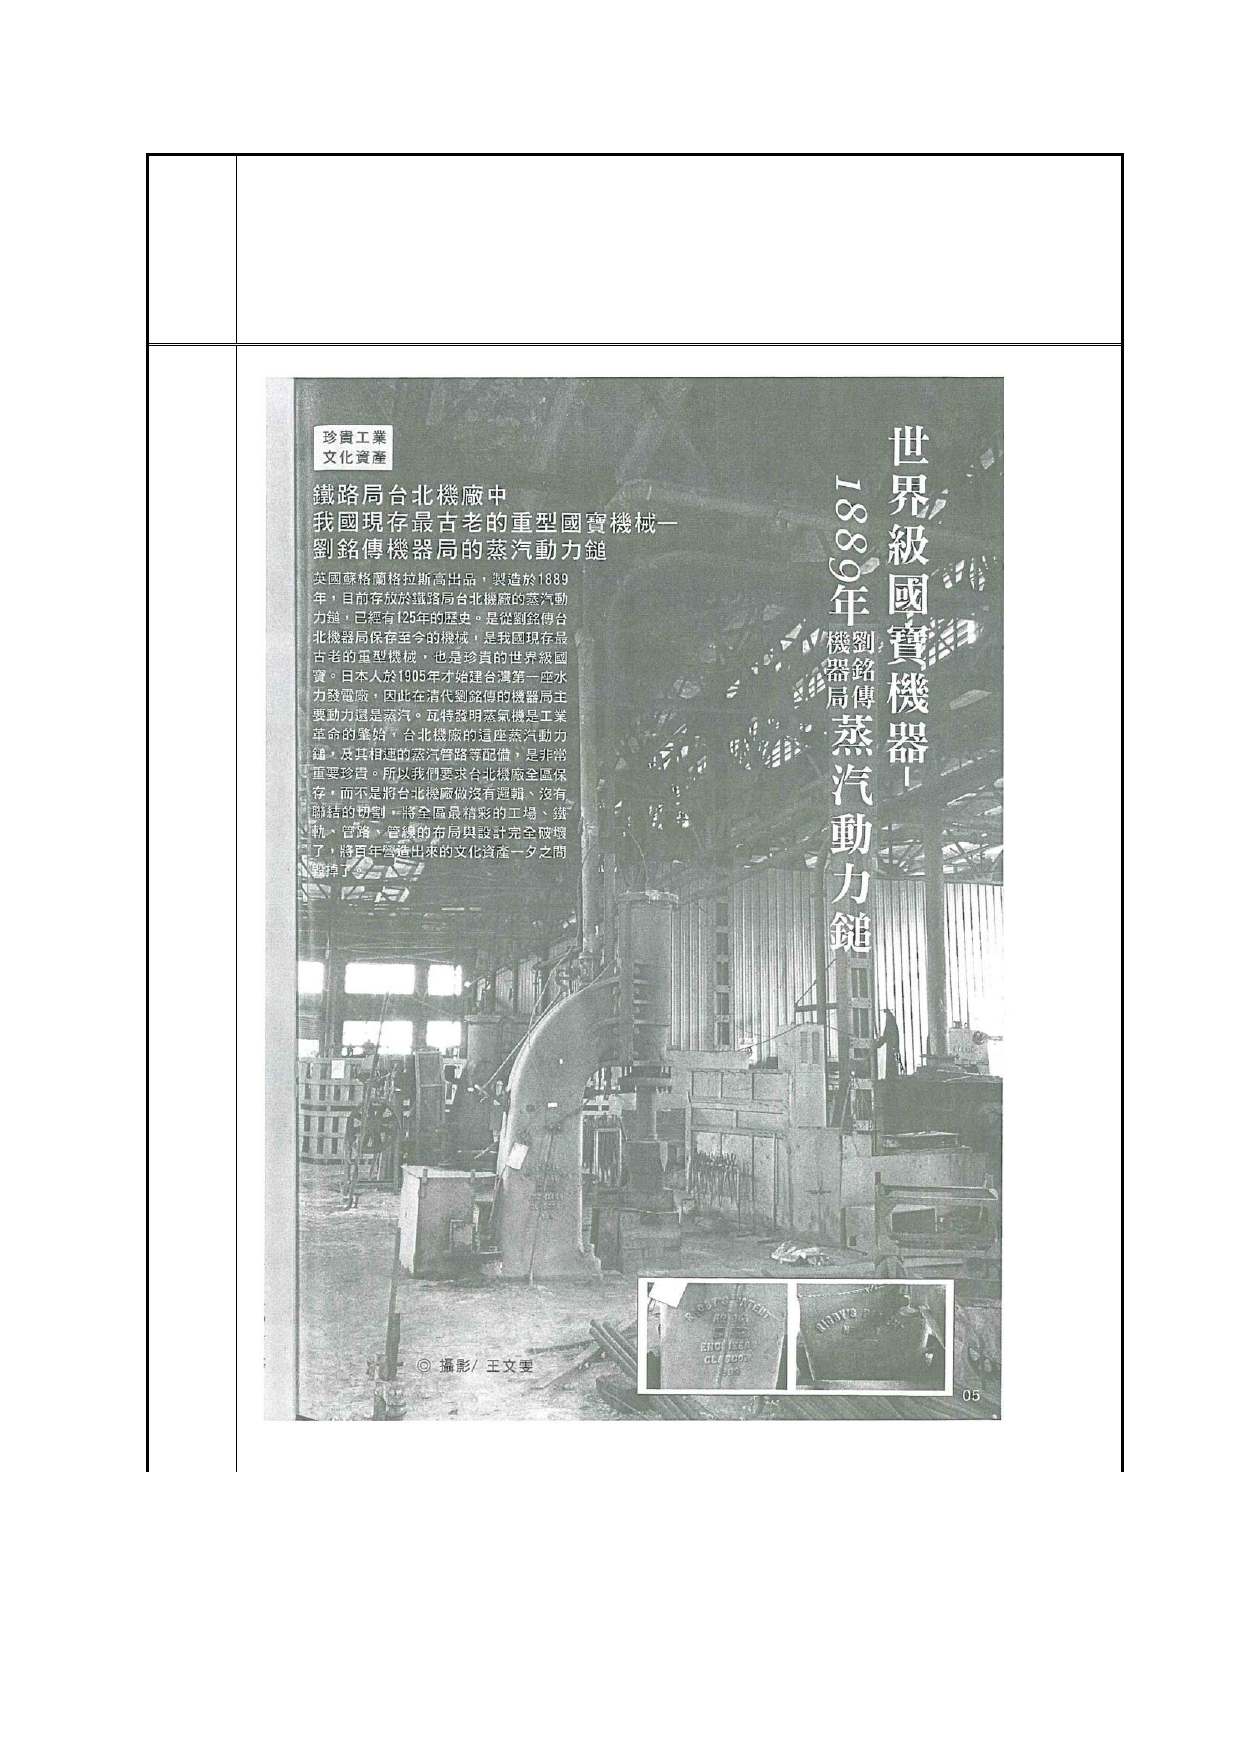 世界級國寶機器-
1889年劉銘傳機器局蒸汽動力鎚
珍貴工業
文化資產
鐵路局台北機廠中
我國現存最古老的重型國寶機械—
劉銘傳機器局的蒸汽動力鎚
英國蘇格蘭格拉斯高出品，製造於1889
年，目前存放於鐵路局台北機廠的蒸汽動
力鎚，已經有125年的歷史。是從劉銘傳台
北機器局保存至今的機械，是我國現存最
古老的重型機械，也是珍貴的世界級國
寶。日本人於1905年才始建台灣第一座水
力發電廠，因此在清代劉銘傳的機器局主
要動力還是蒸汽。瓦特發明蒸氣機是工業
革命的肇始，台北機廠的這座蒸汽動力
鎚，及其相連的蒸汽管路等配備，是非常
重要珍貴。所以我們要求台北機廠全區保
存，而不是將台北機廠做沒有邏輯、沒有
聯結的切割，將全區最精彩的工場、鐵
軌、管路、管線的布局與設計完全破壞
了，將百年營造出來的文化資產一夕之間
毀掉了。
RIGBY'S PATENT
GLASGOW
RIGBY'S PATENT
◎ 攝影/ 王文雯
05